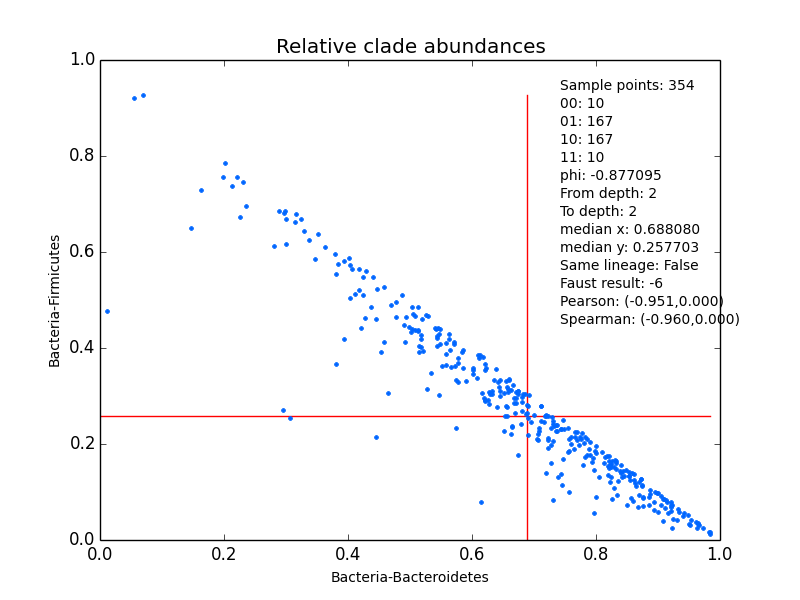 Relative clade abundances
1.0
0.8
0.6
0.4
0.2
0.0
Bacteria-Firmicutes
Sample points: 354
00: 10
01: 167
10: 167
11: 10
phi: -0.877095
From depth: 2
To depth: 2
median x: 0.688080
median y: 0.257703
Same lineage: False
Faust result: -6
Pearson: (-0.951,0.000)
Spearman: (-0.960,0.000)
0.0 0.2 0.4 0.6 0.8 1.0
Bacteria-Bacteroidetes